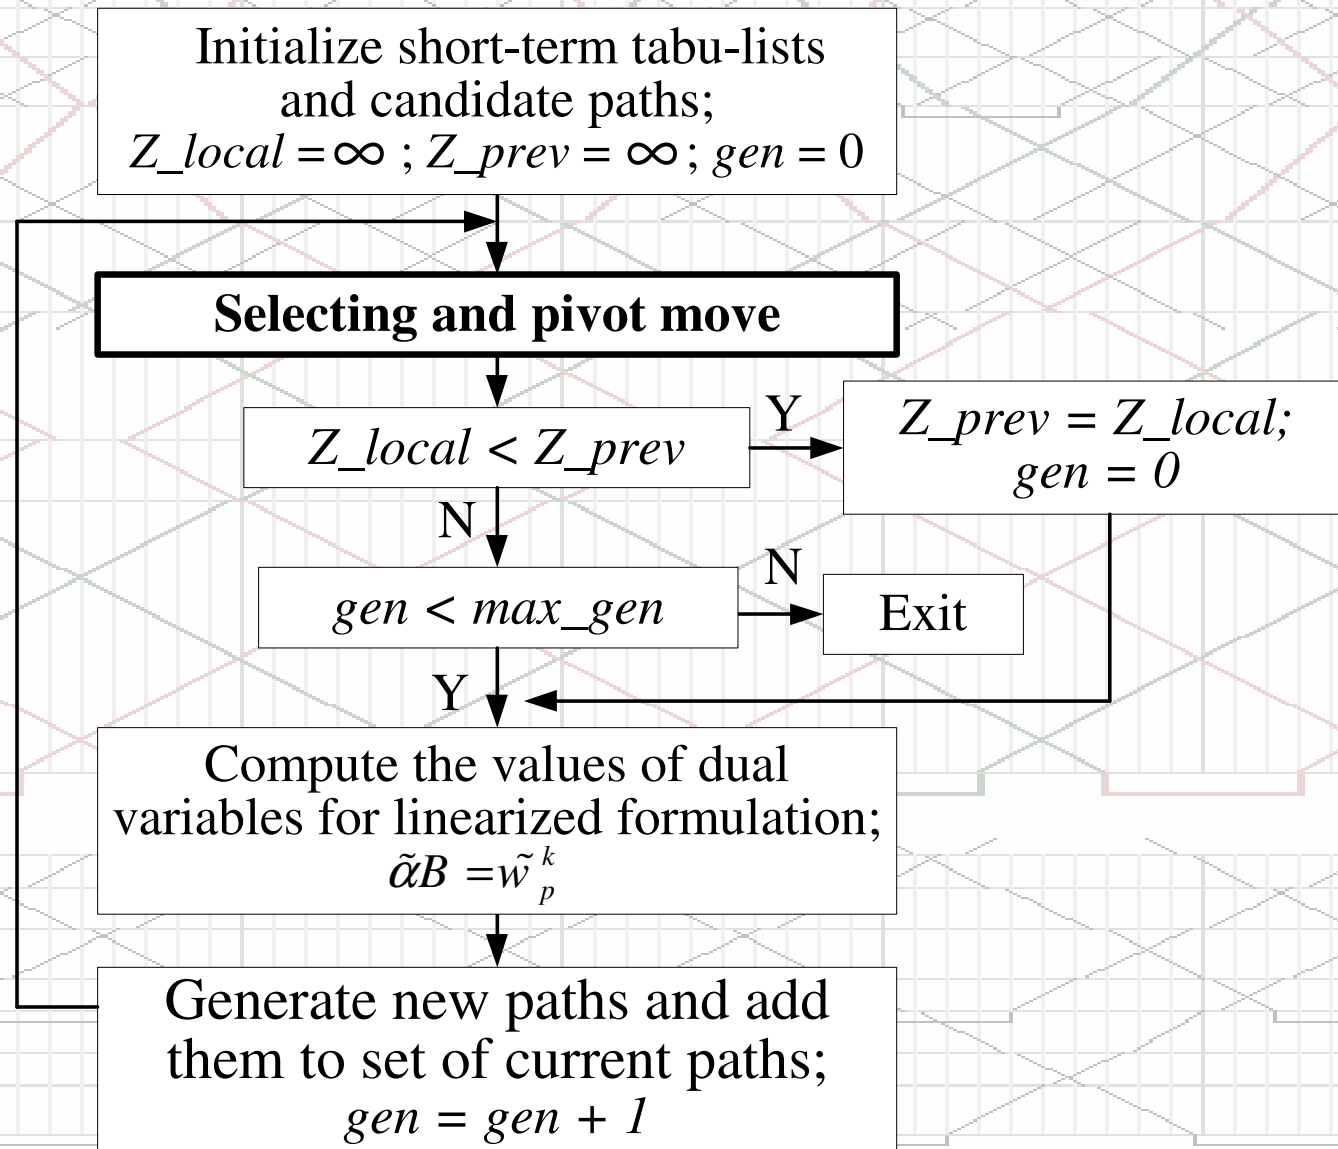 Initialize short-term tabu-lists
and candidate paths;
Z_local = ∞ ; Z_prev = ∞ ; gen = 0
Selecting and pivot move
Z_local < Z_prev
Y
Z_prev = Z_local;
gen = 0
N
gen < max_gen
N
Exit
Y
Compute the values of dual
variables for linearized formulation;
α̃B = w̃ᵏₚ
Generate new paths and add
them to set of current paths;
gen = gen + 1